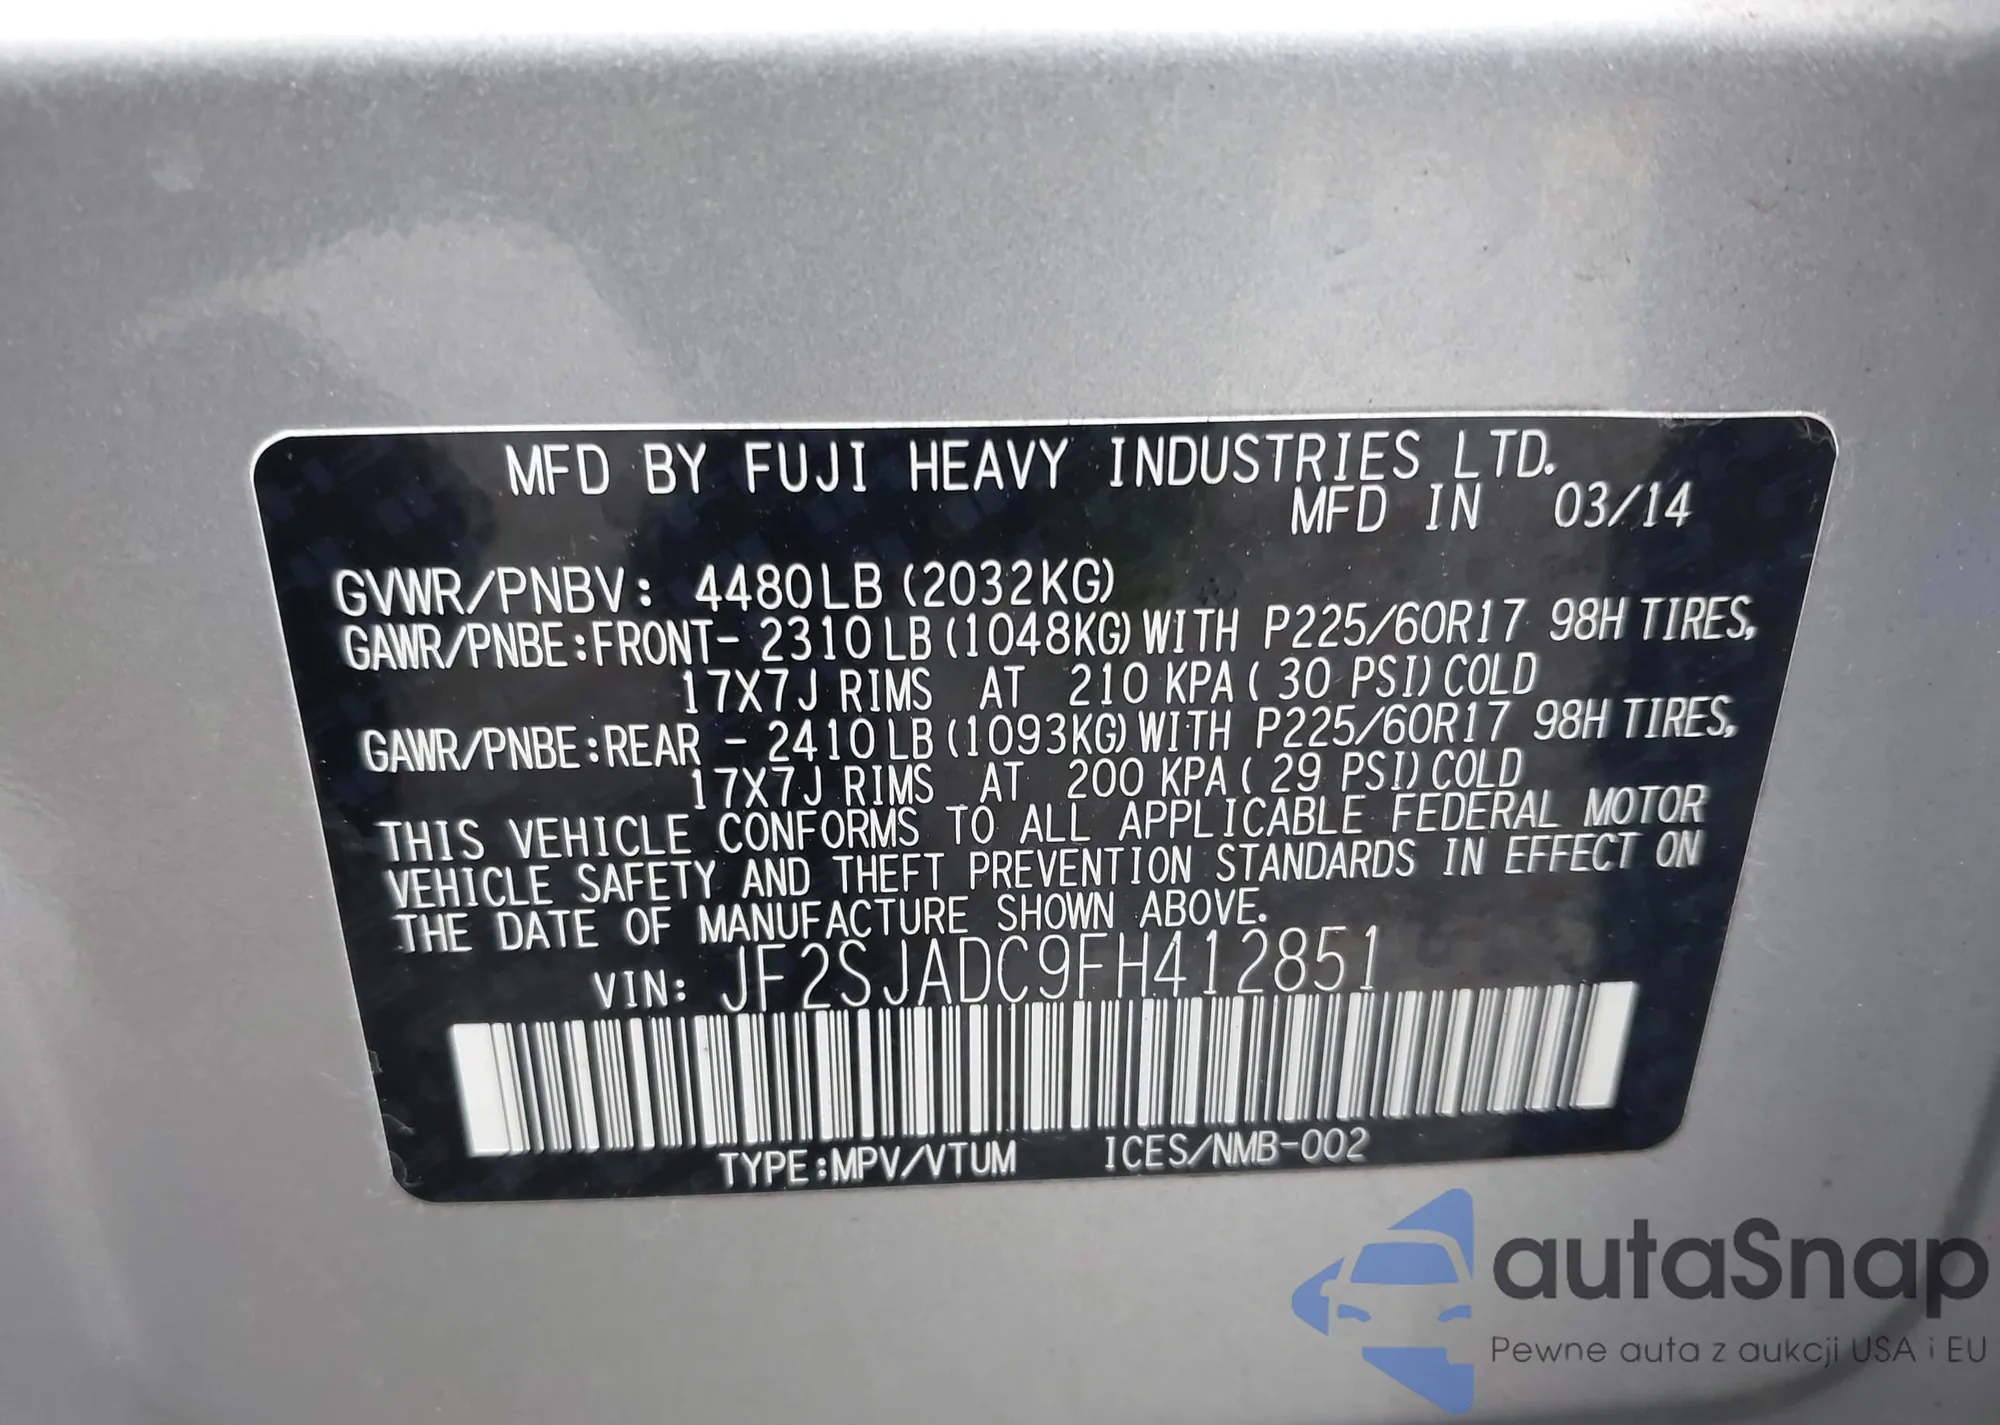 MFD BY FUJI HEAVY INDUSTRIES LTD.
MFD IN 03/14
GVWR/PNBV: 4480LB (2032KG)
GAWR/PNBE:FRONT- 2310LB (1048KG) WITH P225/60R17 98H TIRES,
17X7J RIMS AT 210 KPA ( 30 PSI) COLD
GAWR/PNBE:REAR - 2410LB (1093KG) WITH P225/60R17 98H TIRES,
17X7J RIMS AT 200 KPA ( 29 PSI) COLD
THIS VEHICLE CONFORMS TO ALL APPLICABLE FEDERAL MOTOR
VEHICLE SAFETY AND THEFT PREVENTION STANDARDS IN EFFECT ON
THE DATE OF MANUFACTURE SHOWN ABOVE.
VIN: JF2SJADC9FH412851
TYPE:MPV/VTUM ICES/NMB-002
autaSnap
Pewne auta z aukcji USA i EU